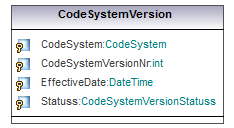 CodeSystemVersion
CodeSystem:CodeSystem
CodeSystemVersionNr:int
EffectiveDate:DateTime
Statuss:CodeSystemVersionStatuss